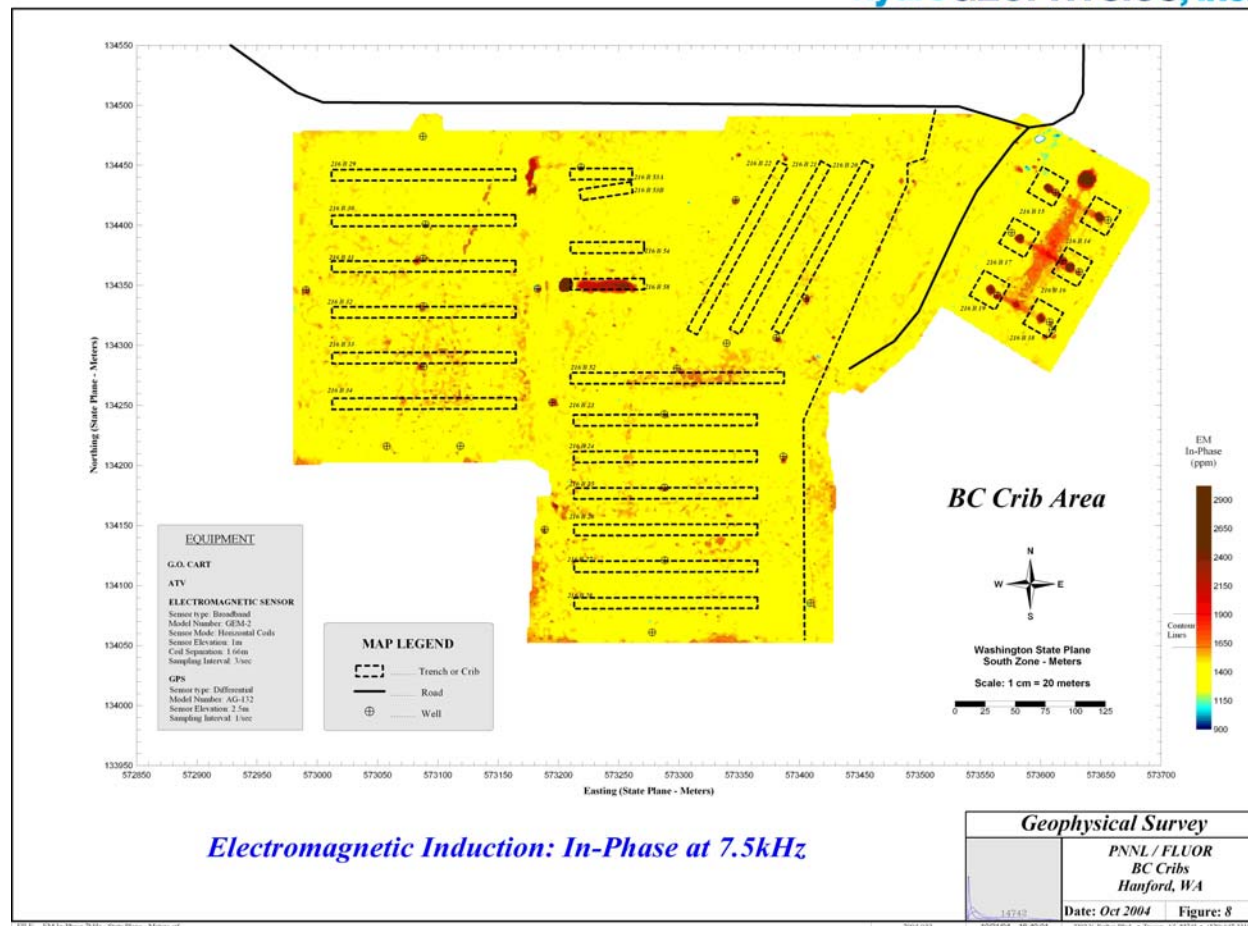 134550
134500
134450
134400
134350
134300
134250
134200
134150
134100
134050
134000
133950
Northing (State Plane - Meters)
572850 572900 572950 573000 573050 573100 573150 573200 573250 573300 573350 573400 573450 573500 573550 573600 573650 573700
Easting (State Plane - Meters)
216 B 29
216 B 30
216 B 31
216 B 32
216 B 33
216 B 34
216 B 53A
216 B 53B
216 B 54
216 B 58
216 B 22
216 B 21
216 B 20
216 B 52
216 B 23
216 B 24
216 B 26
216 B 27
216 B 28
216 B 15
216 B 14
216 B 17
216 B 16
216 B 19
216 B 18
EQUIPMENT
G.O. CART
ATV
ELECTROMAGNETIC SENSOR
Sensor type: Broadband
Model Number: GEM-2
Sensor Mode: Horizontal Coils
Sensor Elevation: 1m
Coil Separation: 1.66m
Sampling Interval: 3/sec
GPS
Sensor type: Differential
Model Number: AG-132
Sensor Elevation: 2.5m
Sampling Interval: 1/sec
MAP LEGEND
Trench or Crib
Road
Well
BC Crib Area
N
W E
S
Washington State Plane
South Zone - Meters
Scale: 1 cm = 20 meters
0 25 50 75 100 125
EM
In-Phase
(ppm)
2900
2650
2400
2150
1900
1650
1400
1150
900
Contour
Lines
Electromagnetic Induction: In-Phase at 7.5kHz
Geophysical Survey
PNNL / FLUOR
BC Cribs
Hanford, WA
14742
Date: Oct 2004 Figure: 8